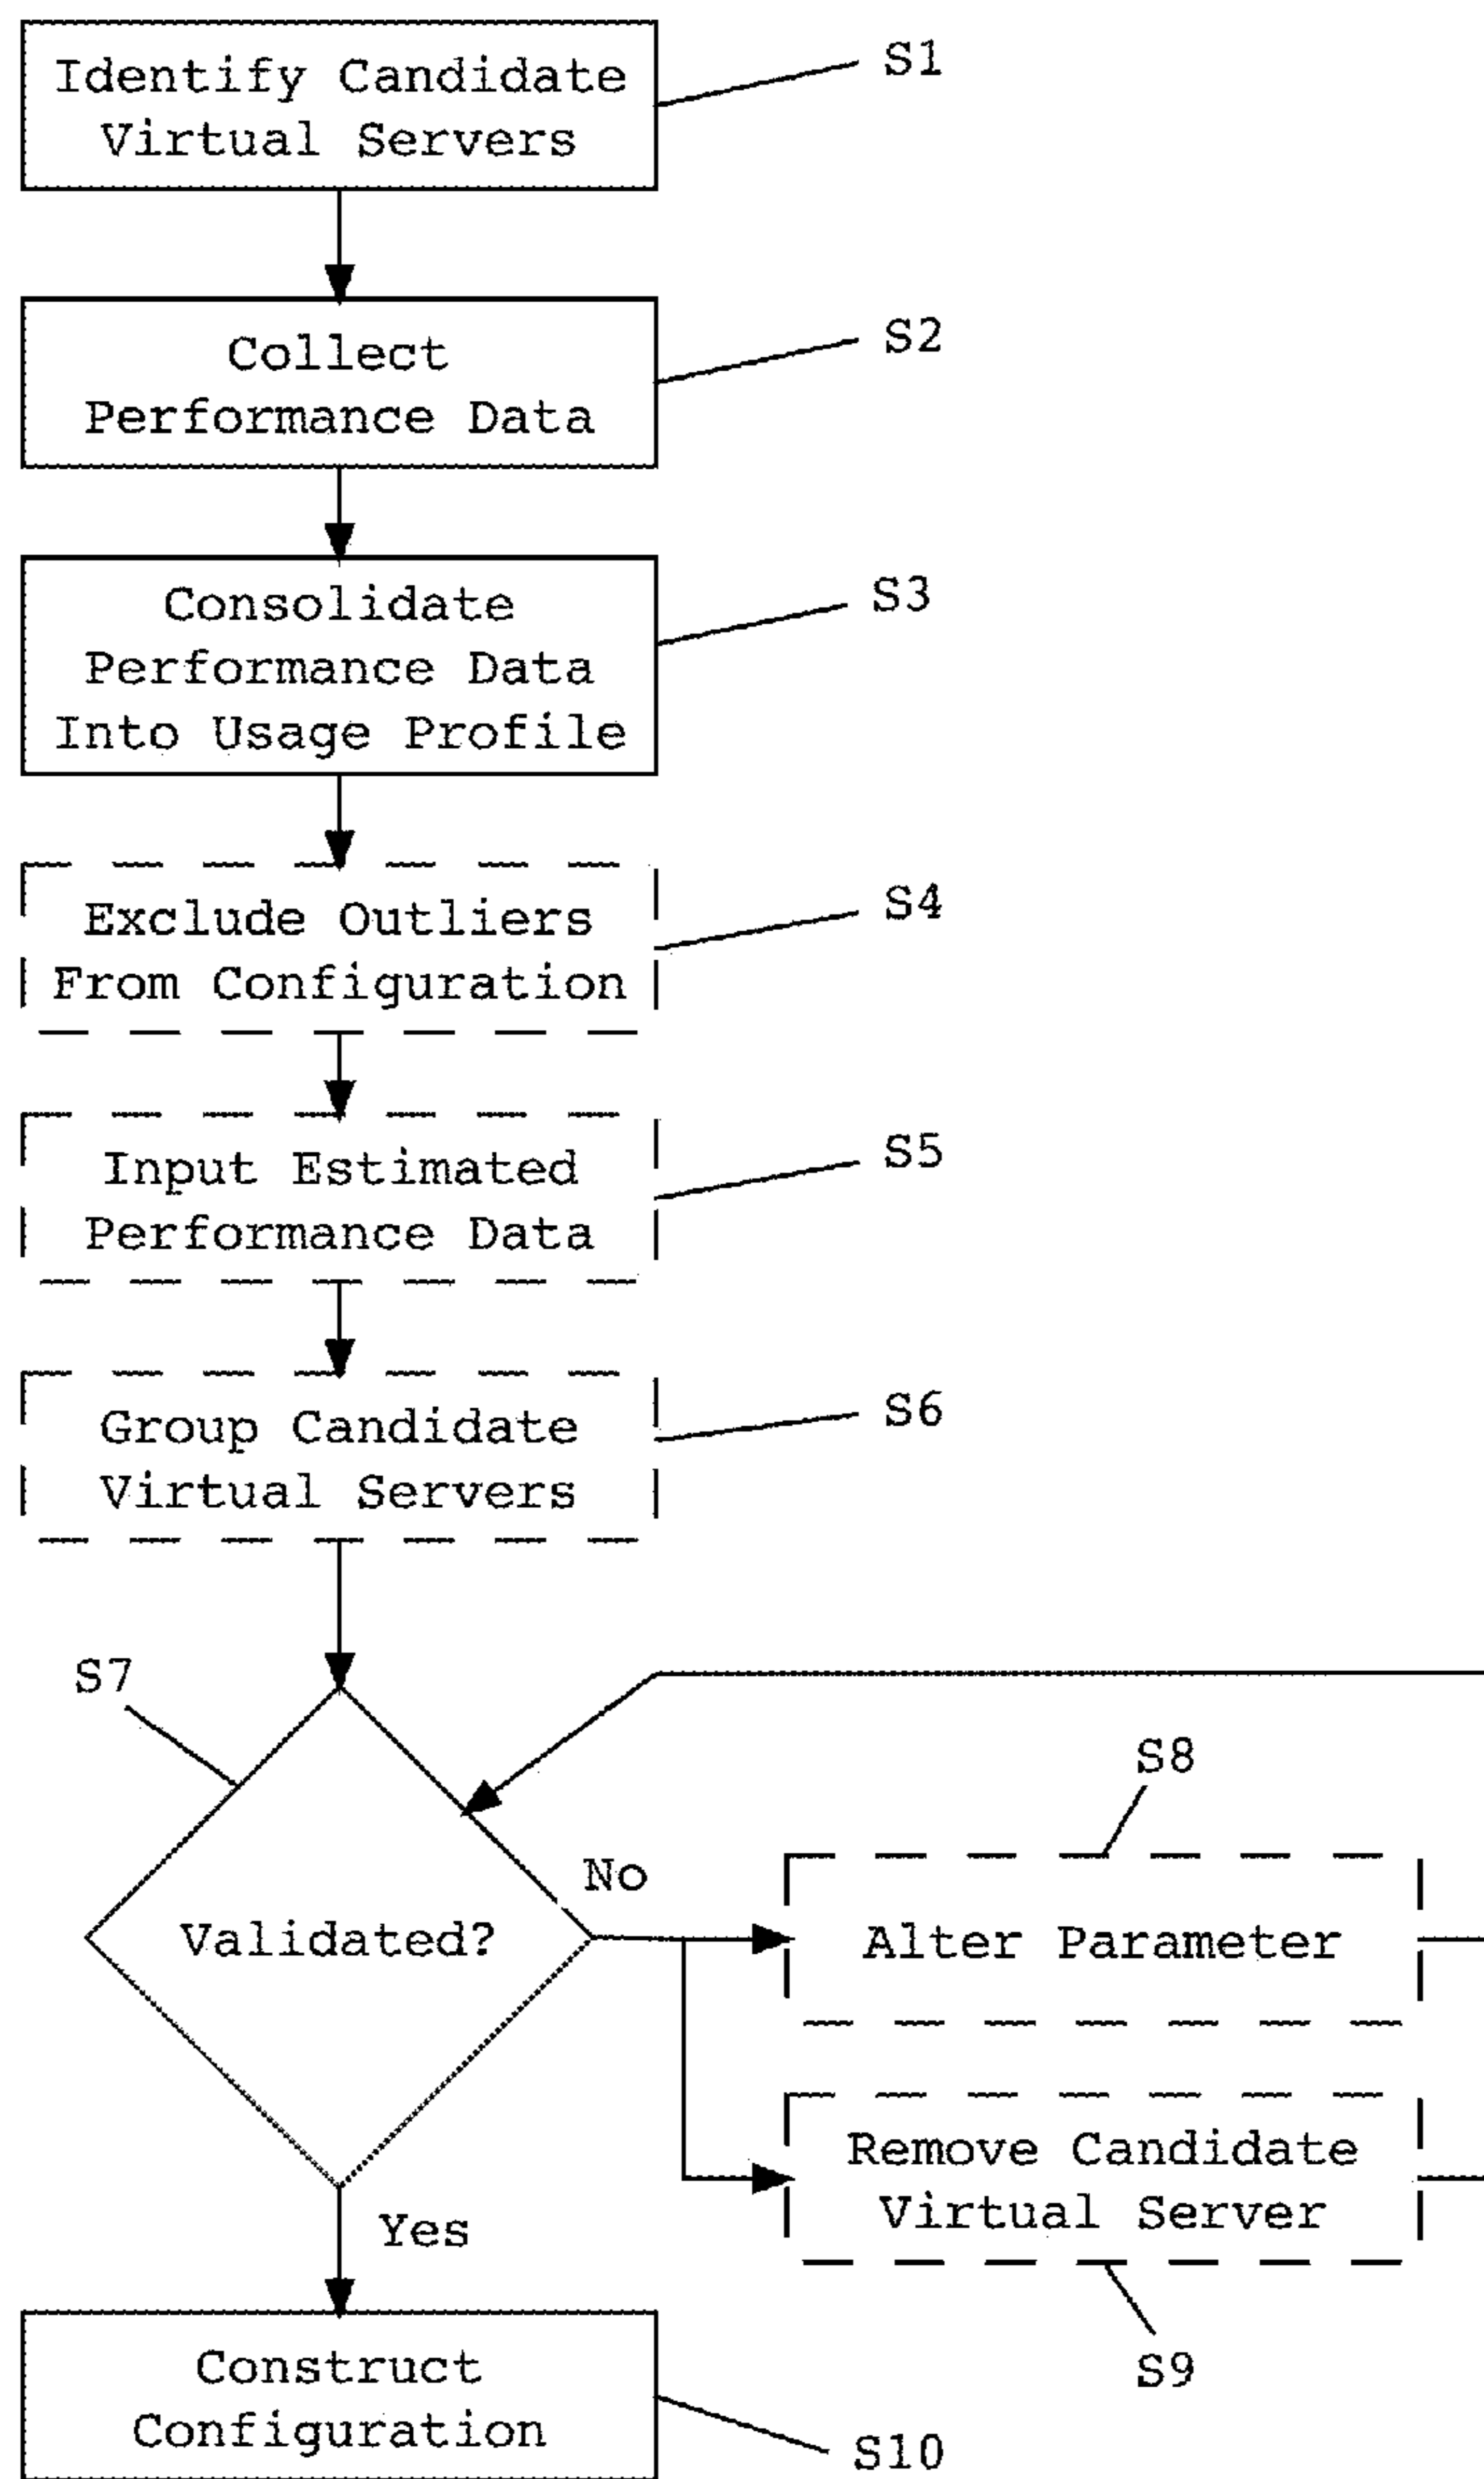 Identify Candidate
Virtual Servers
S1
Collect
Performance Data
S2
Consolidate
Performance Data
Into Usage Profile
S3
Exclude Outliers
From Configuration
S4
Input Estimated
Performance Data
S5
Group Candidate
Virtual Servers
S6
S7
Validated?
No
S8
Alter Parameter
Remove Candidate
Virtual Server
S9
Yes
Construct
Configuration
S10